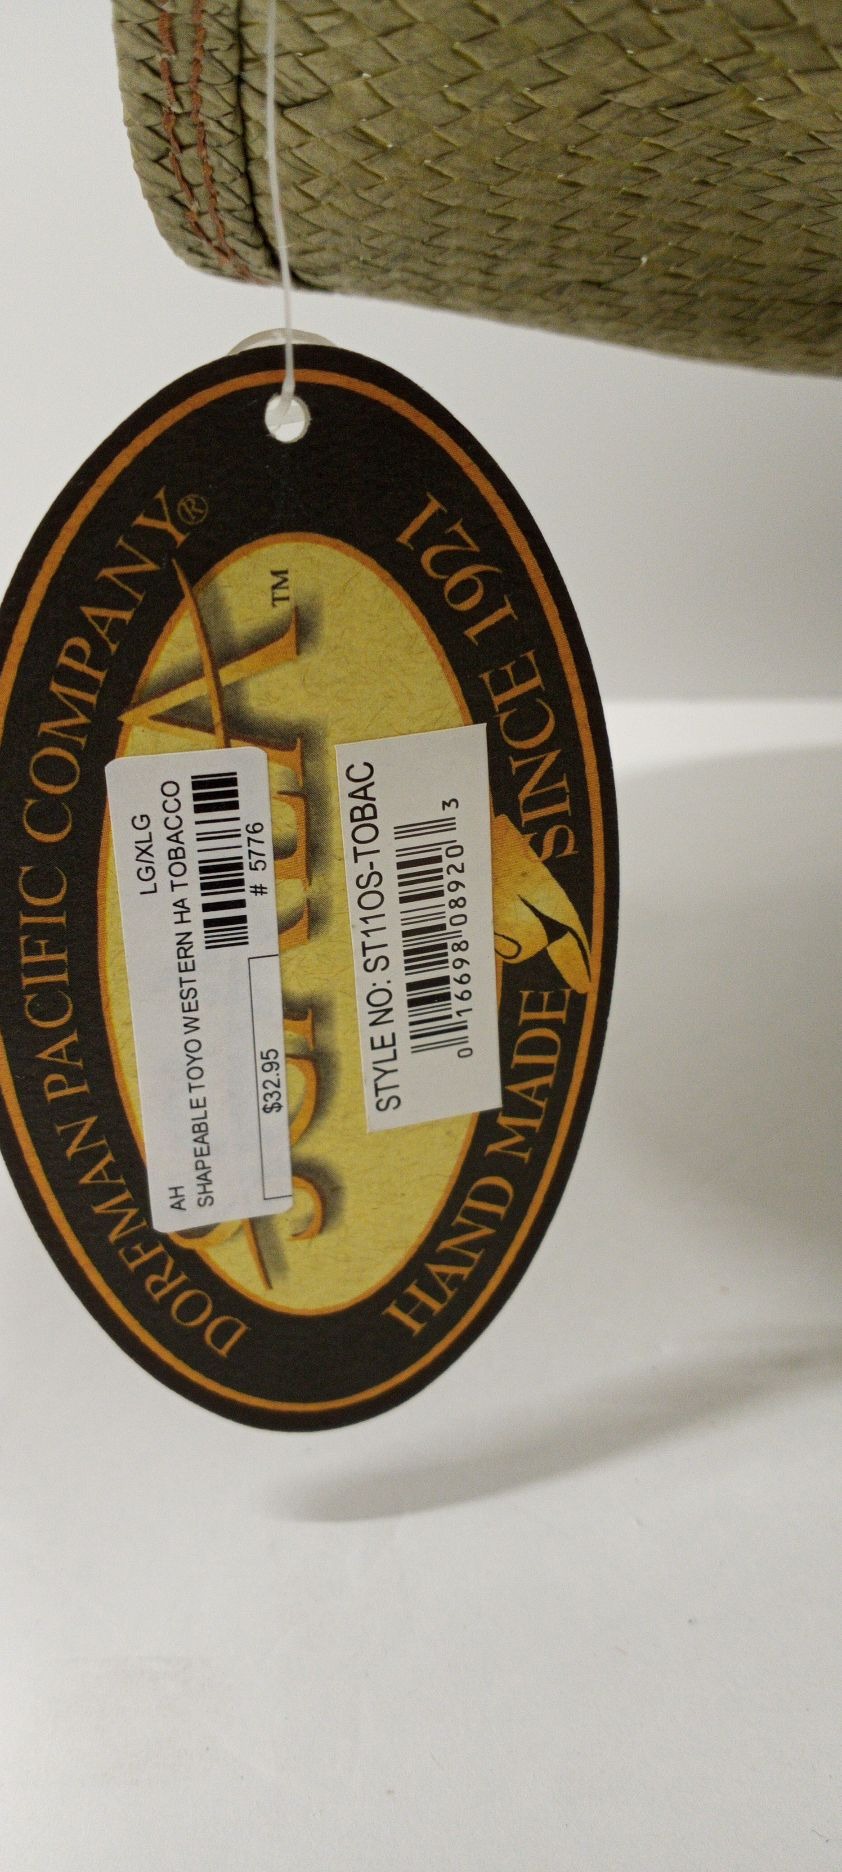 DORFMAN PACIFIC COMPANY®
LG/XLG
AH
SHAPEABLE TOYO WESTERN HA TOBACCO
# 5776
$32.95
TM
STYLE NO: ST11OS-TOBAC
0 16698 08920 3
HAND MADE SINCE 1921